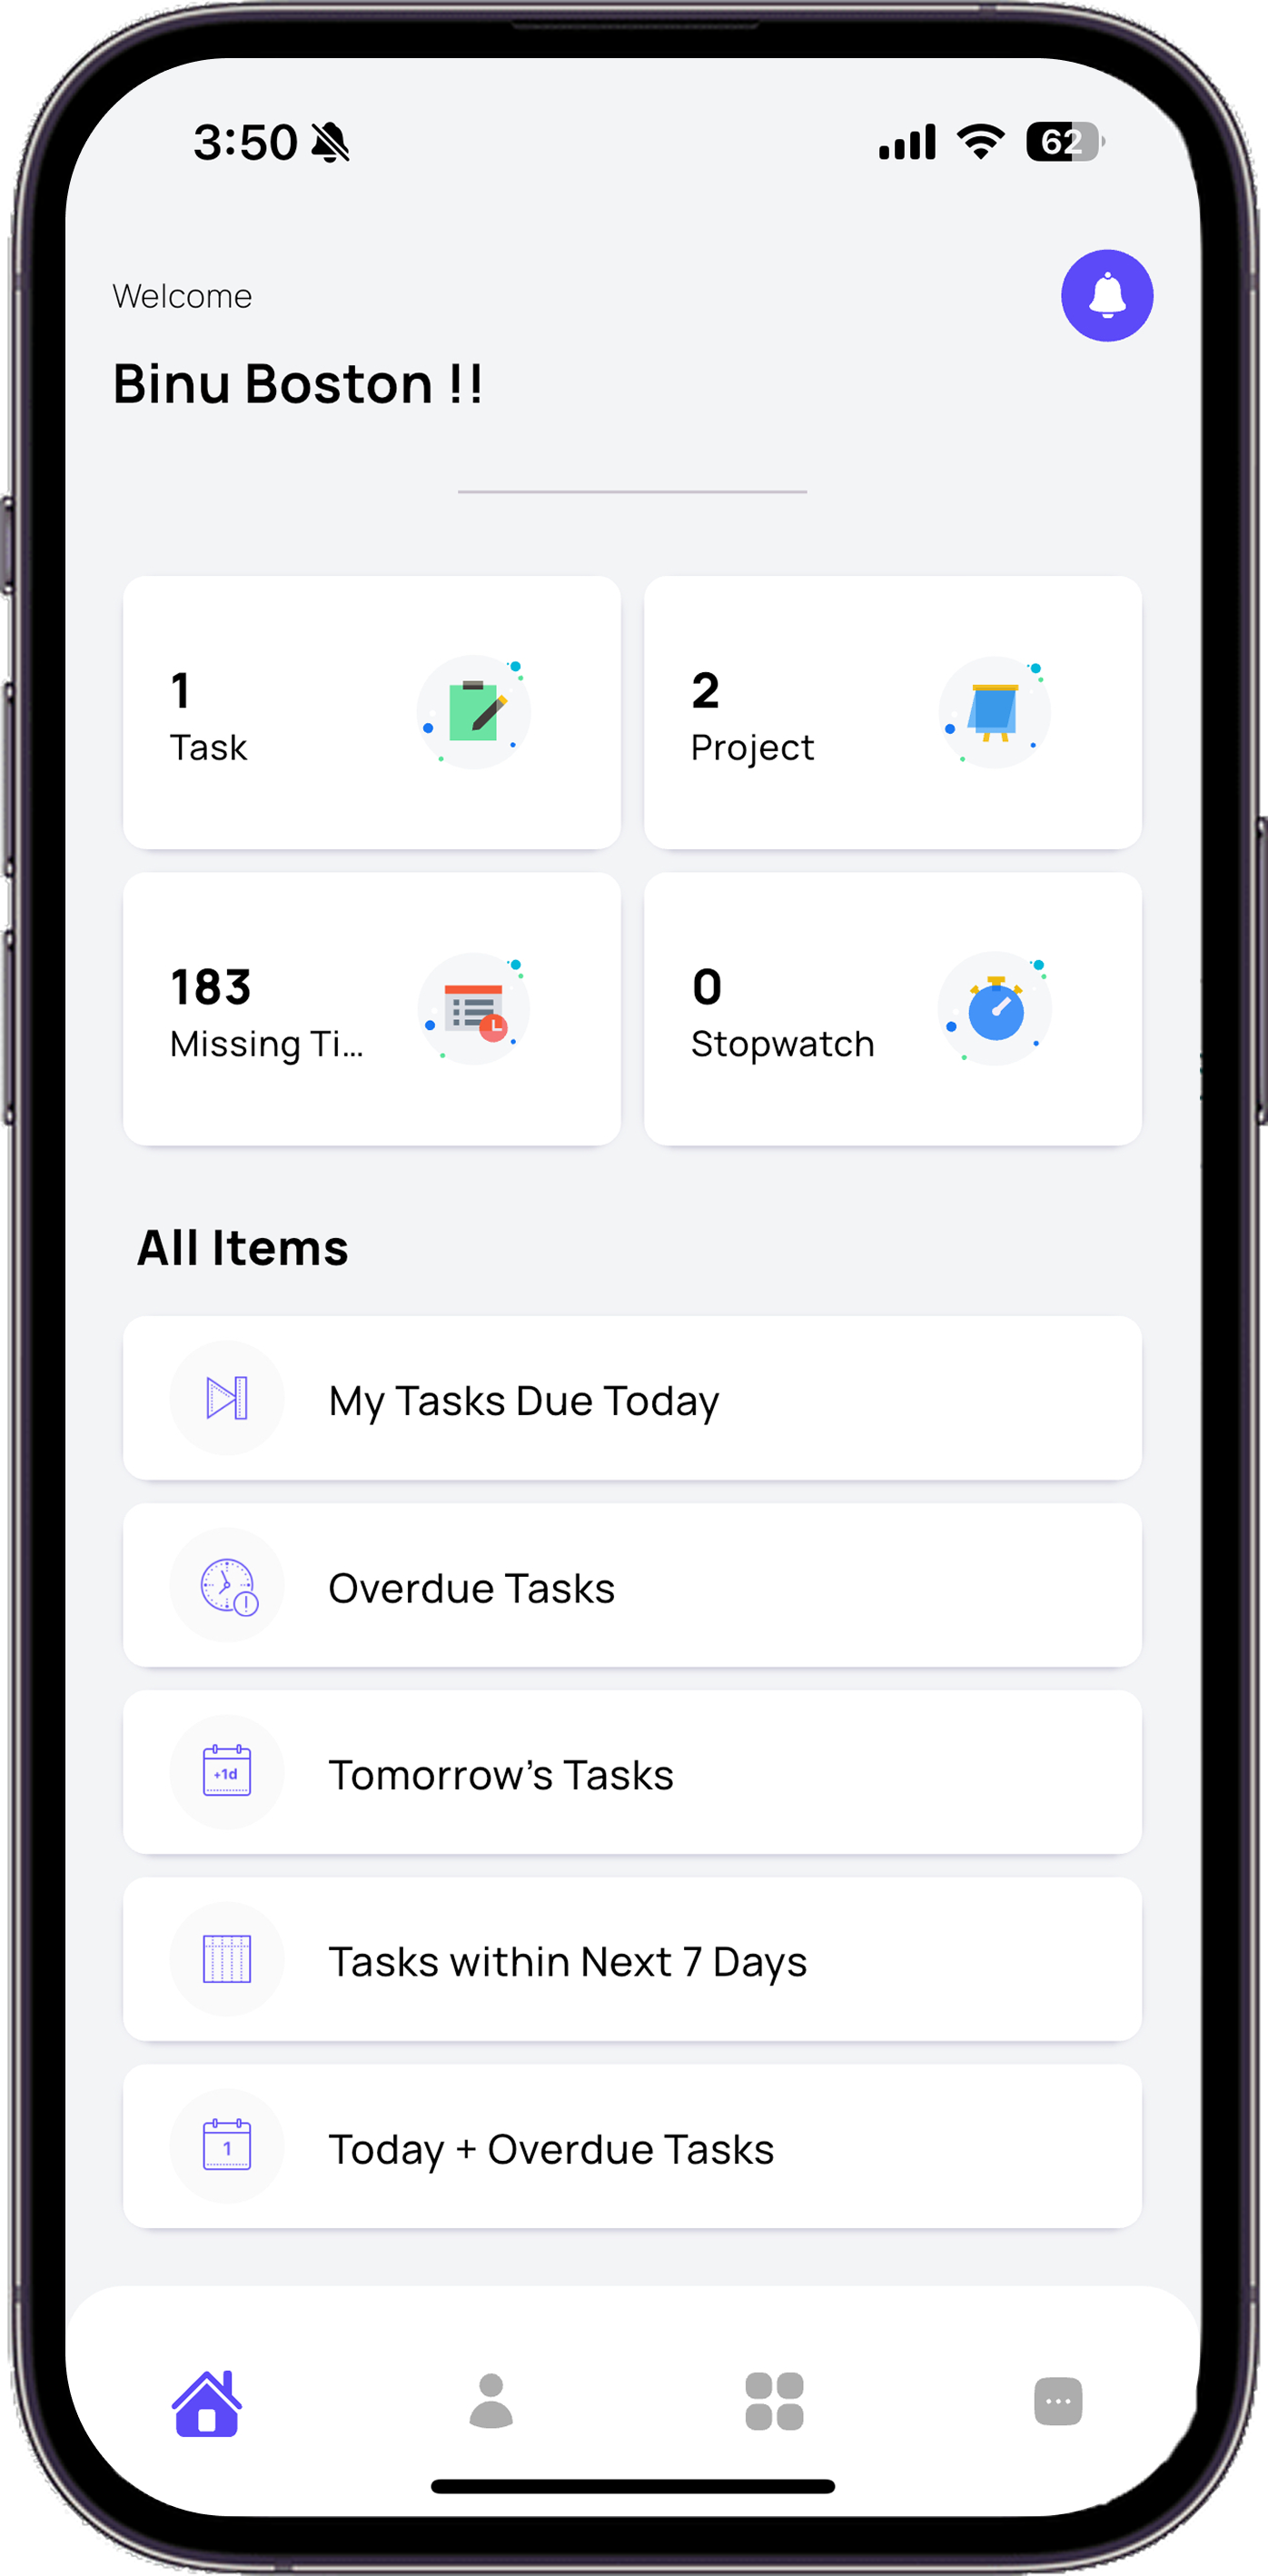 3:50 62
Welcome
Binu Boston !!
1
Task
2
Project
183
Missing Ti...
0
Stopwatch
All Items
My Tasks Due Today
Overdue Tasks
+1d
Tomorrow's Tasks
Tasks within Next 7 Days
1
Today + Overdue Tasks